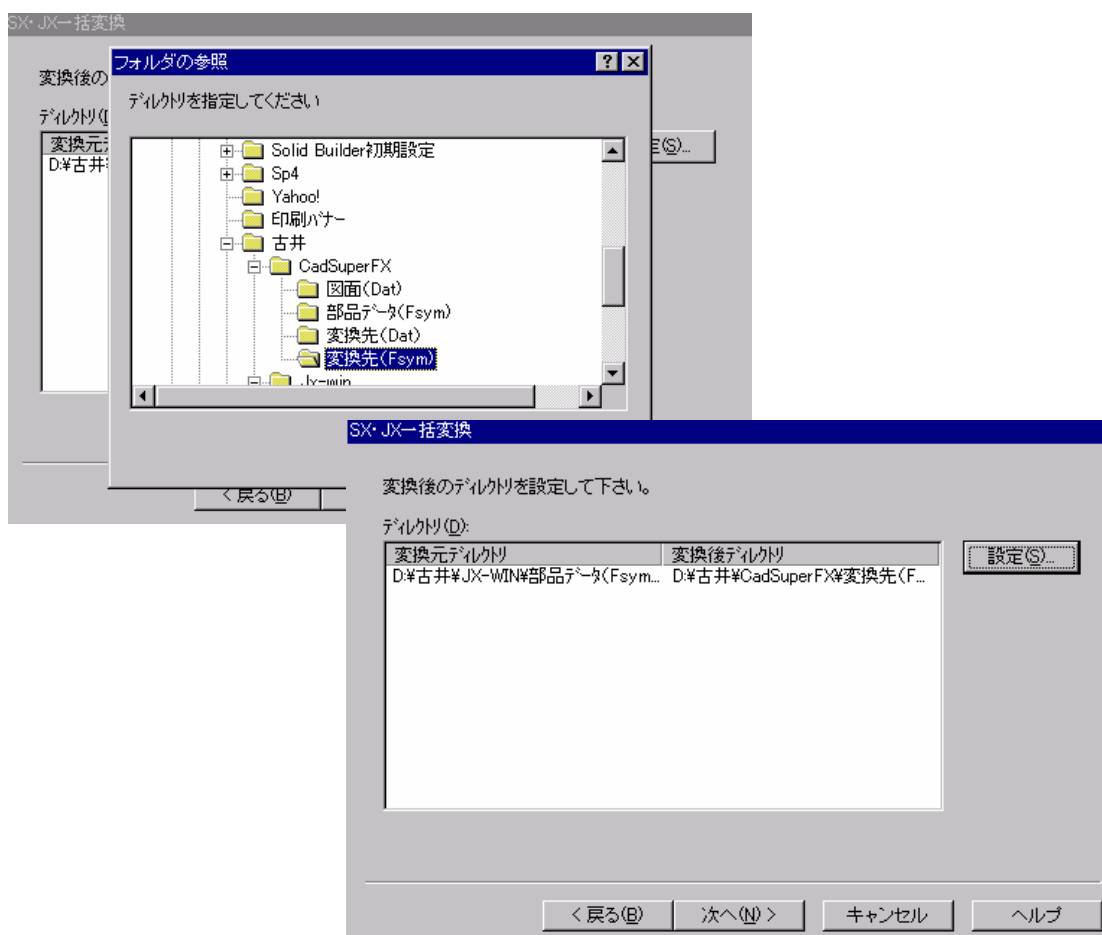 SX・JX一括変換
変換後の
ﾃﾞｨﾚｸﾄﾘ(D
変換元ﾃ
D:¥古井¥
定(S)...
フォルダの参照
ﾃﾞｨﾚｸﾄﾘを指定してください
Solid Builder初期設定
Sp4
Yahoo!
印刷ﾊﾞﾅｰ
古井
CadSuperFX
図面(Dat)
部品ﾃﾞｰﾀ(Fsym)
変換先(Dat)
変換先(Fsym)
Jx-win
< 戻る(B)
SX・JX一括変換
変換後のﾃﾞｨﾚｸﾄﾘを設定して下さい。
ﾃﾞｨﾚｸﾄﾘ(D):
変換元ﾃﾞｨﾚｸﾄﾘ 変換後ﾃﾞｨﾚｸﾄﾘ
D:¥古井¥JX-WIN¥部品ﾃﾞｰﾀ(Fsym... D:¥古井¥CadSuperFX¥変換先(F...
設定(S)...
< 戻る(B) 次へ(N) > キャンセル ヘルプ